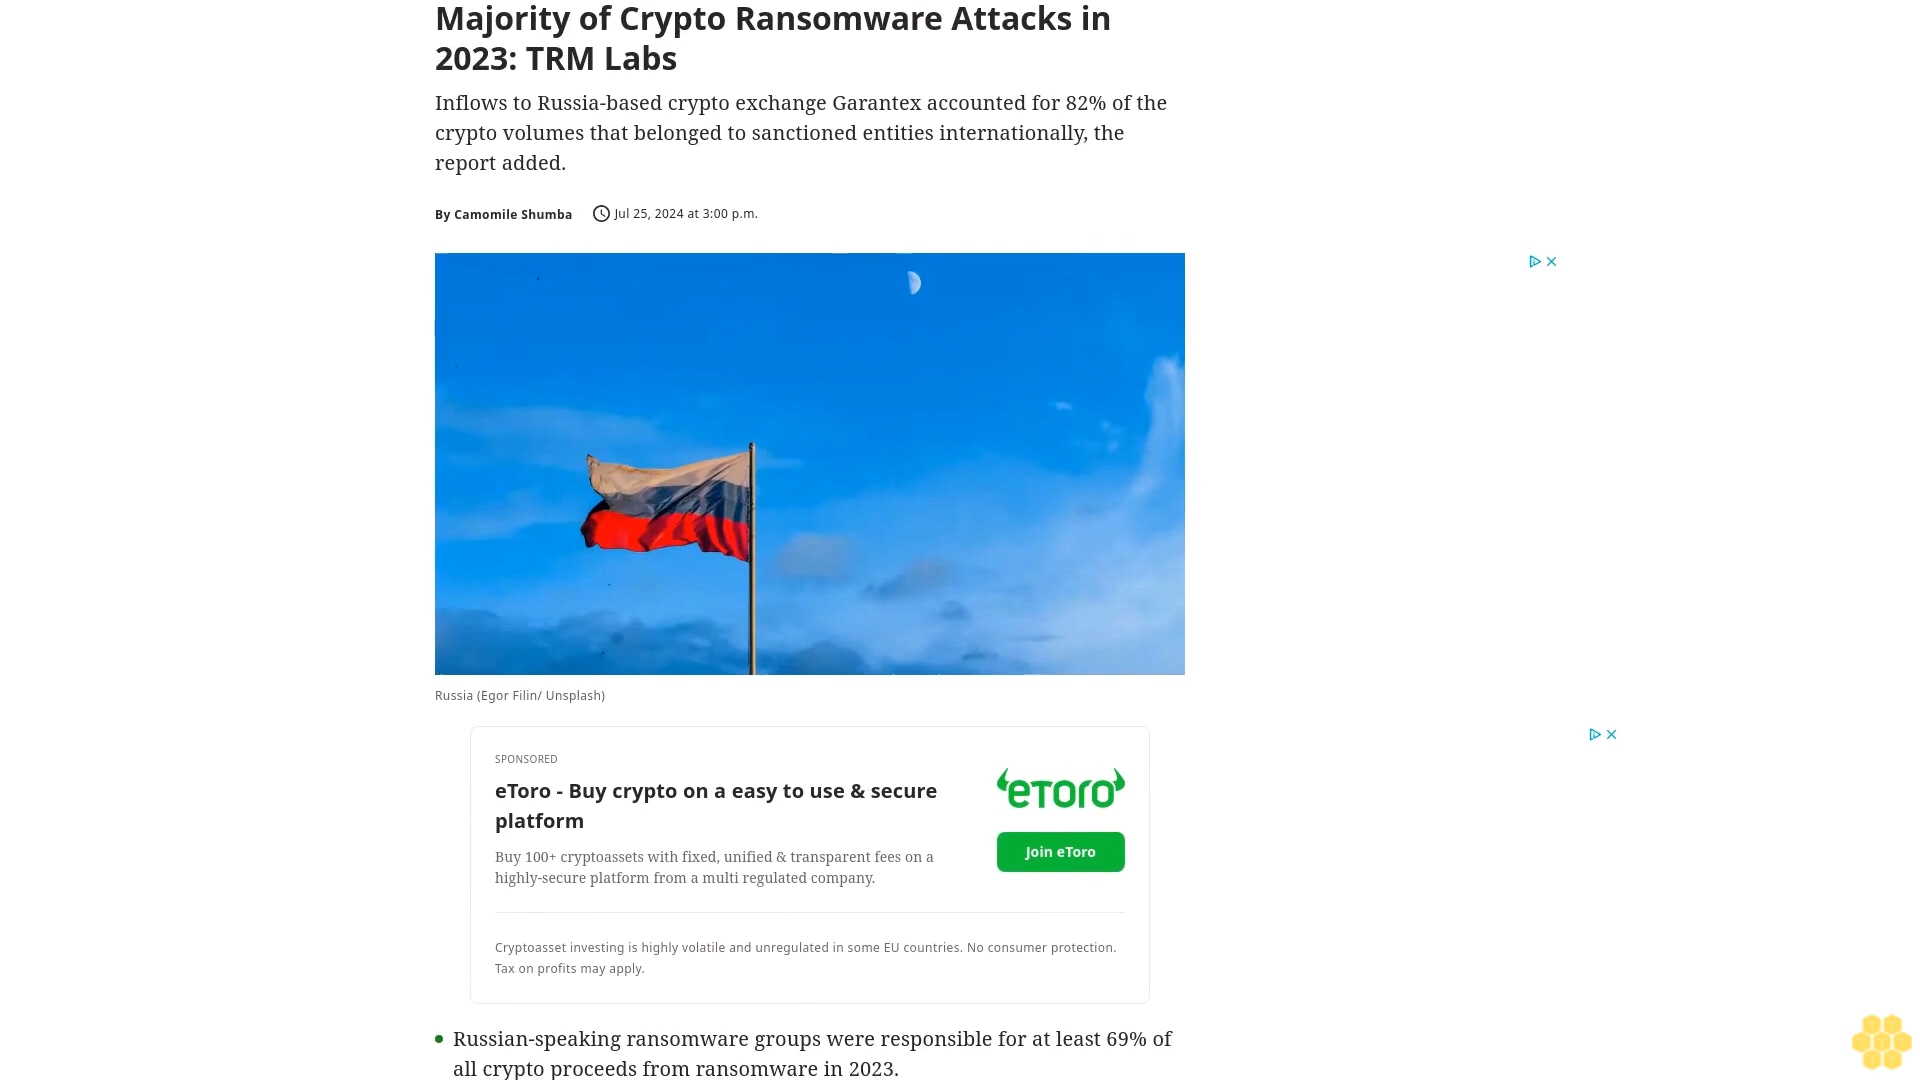 Majority of Crypto Ransomware Attacks in
2023: TRM Labs
Inflows to Russia-based crypto exchange Garantex accounted for 82% of the
crypto volumes that belonged to sanctioned entities internationally, the
report added.
By Camomile Shumba
Jul 25, 2024 at 3:00 p.m.
Russia (Egor Filin/ Unsplash)
SPONSORED
eToro - Buy crypto on a easy to use & secure
platform
Buy 100+ cryptoassets with fixed, unified & transparent fees on a
highly-secure platform from a multi regulated company.
eToro
Join eToro
Cryptoasset investing is highly volatile and unregulated in some EU countries. No consumer protection.
Tax on profits may apply.
Russian-speaking ransomware groups were responsible for at least 69% of
all crypto proceeds from ransomware in 2023.